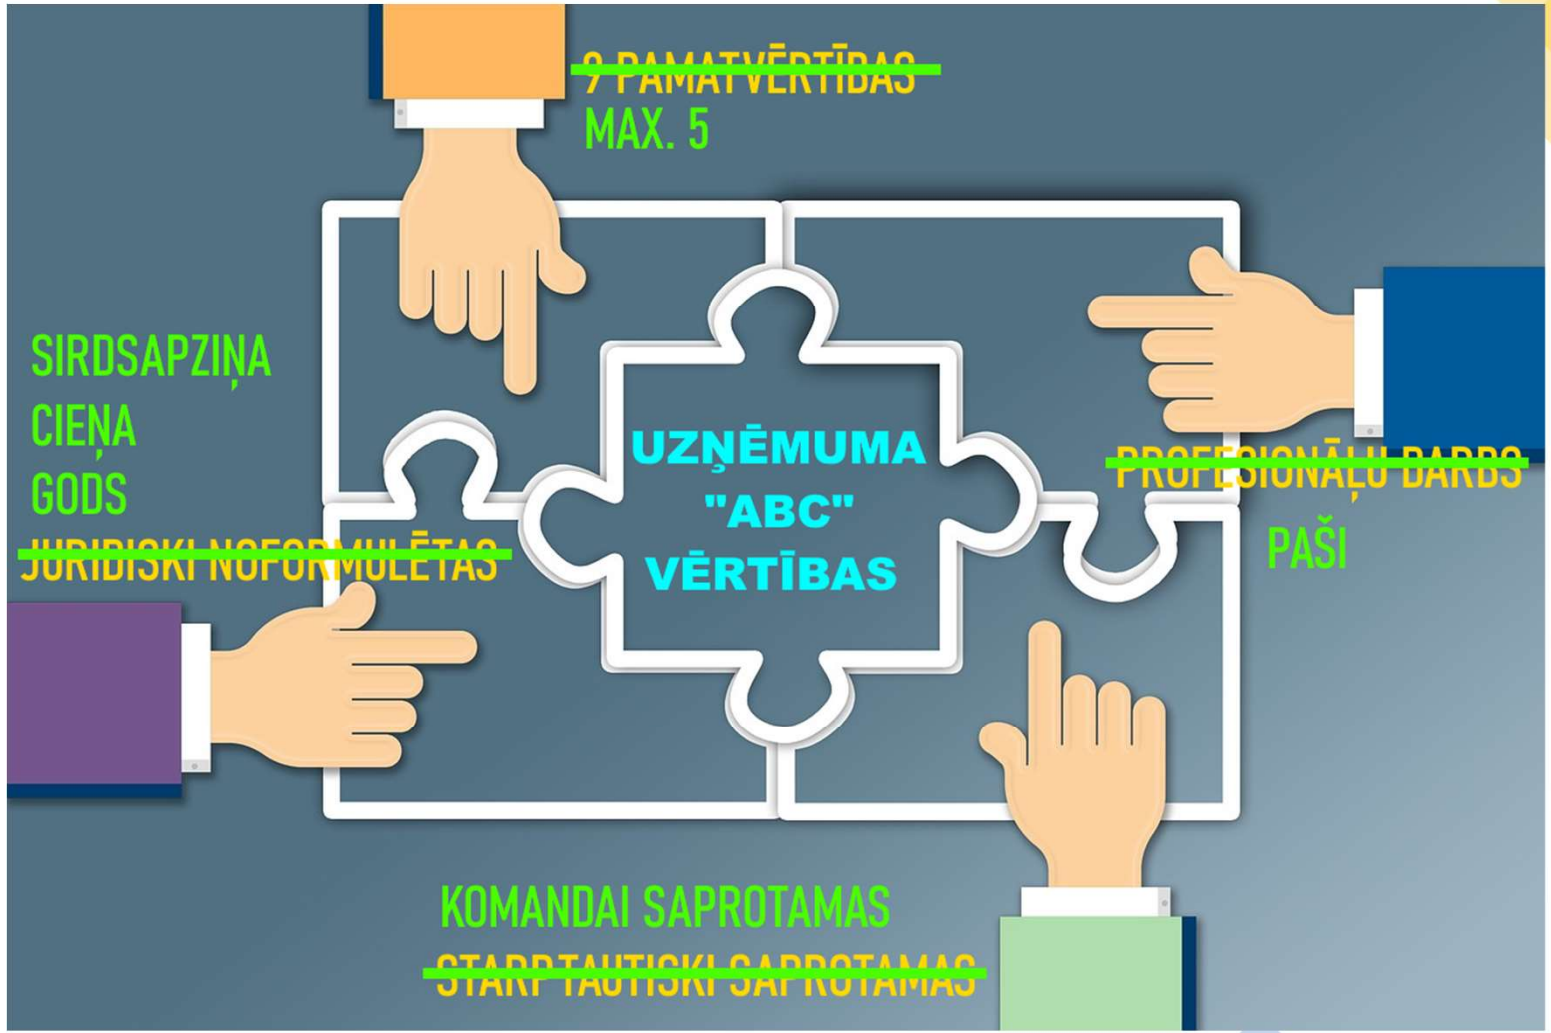 9 PAMATVĒRTĪBAS
MAX. 5
SIRDSAPZIŅA
CIEŅA
GODS
JURIDISKI NOFORMULĒTAS
UZŅĒMUMA
"ABC"
VĒRTĪBAS
PROFESIONĀĻU DARBS
PAŠI
KOMANDAI SAPROTAMAS
STARPTAUTISKI SAPROTAMAS